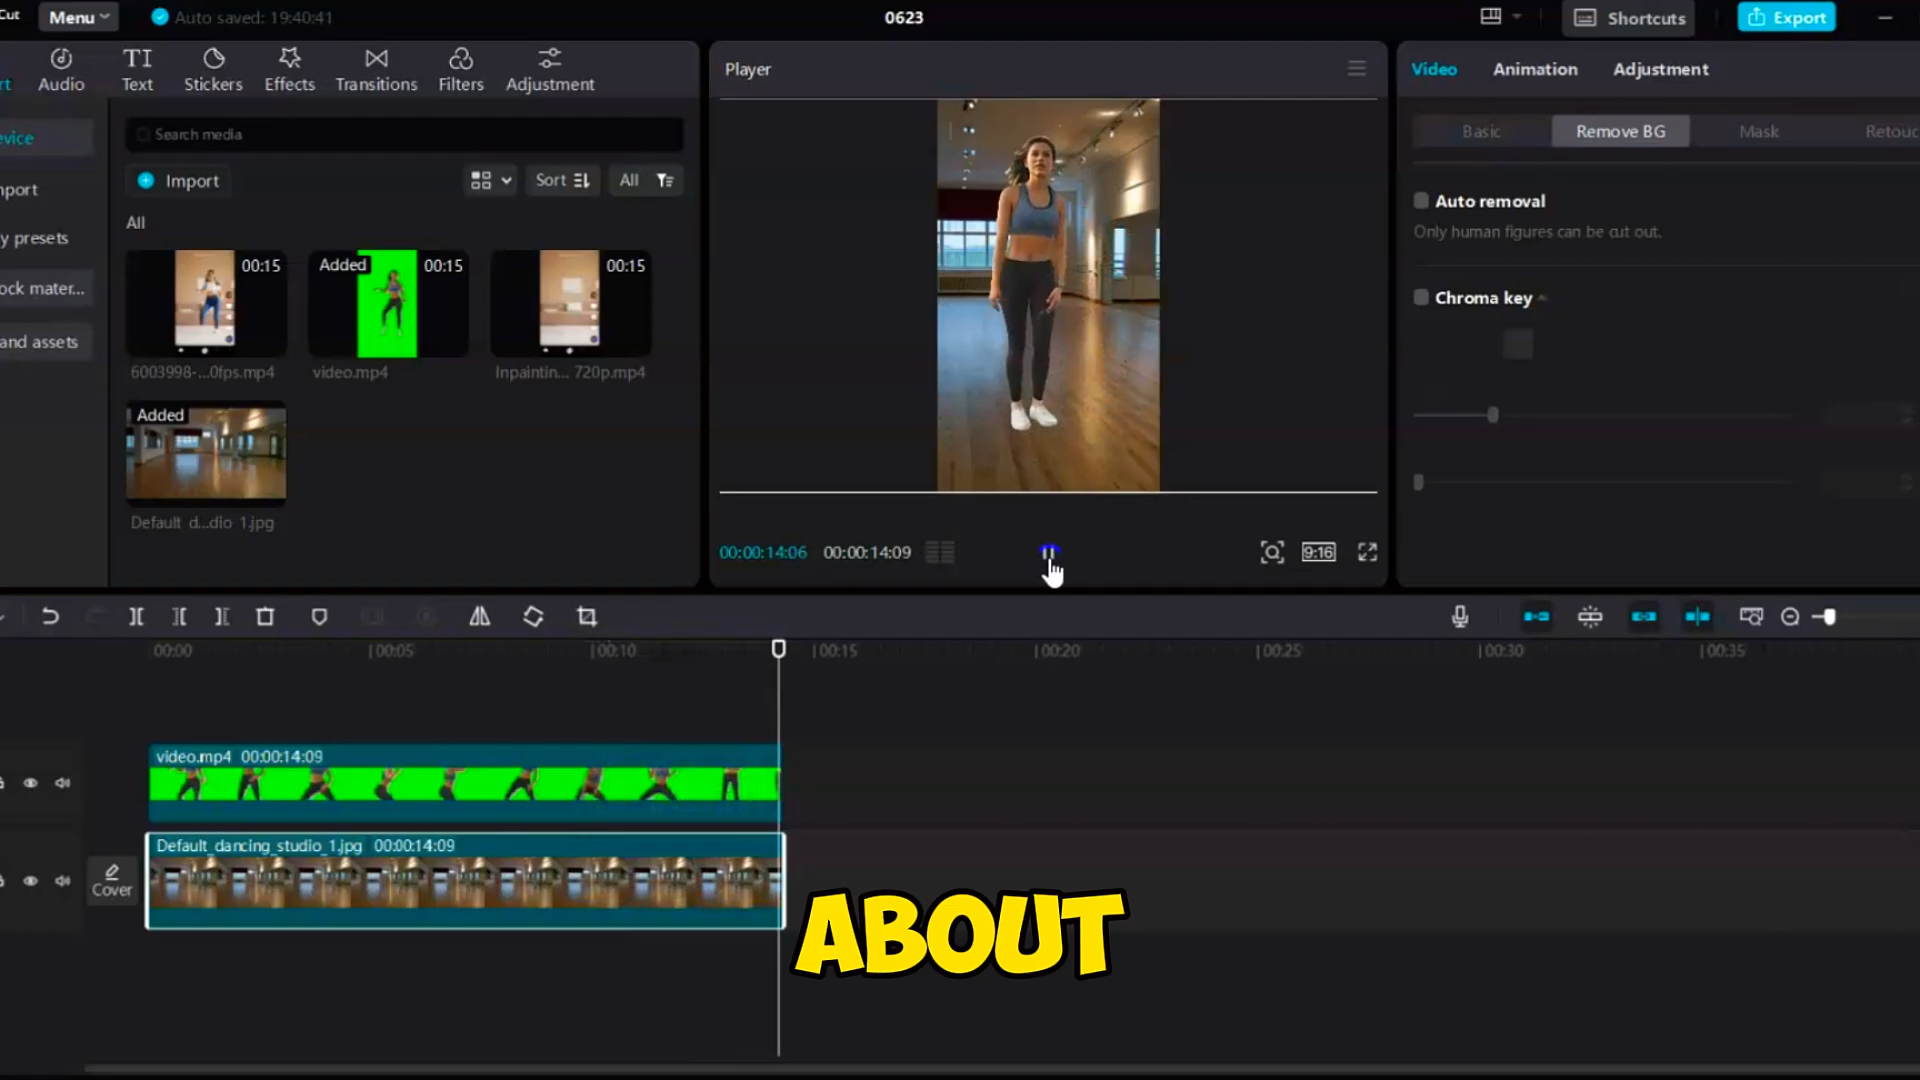 Cut Menu Auto saved: 19:40:41 0623 Shortcuts Export
rt Audio Text Stickers Effects Transitions Filters Adjustment
evice
mport
y presets
ock mater...
and assets
Search media
Import Sort All
All
00:15 Added 00:15 00:15
6003998-...0fps.mp4 video.mp4 Inpaintin... 720p.mp4
Added
Default_d...dio_1.jpg
Player
00:00:14:06 00:00:14:09 9:16
Video Animation Adjustment
Basic Remove BG Mask Retouc
Auto removal
Only human figures can be cut out.
Chroma key
00:00 00:05 00:10 00:15 00:20 00:25 00:30 00:35
video.mp4 00:00:14:09
Default_dancing_studio_1.jpg 00:00:14:09
Cover
ABOUT